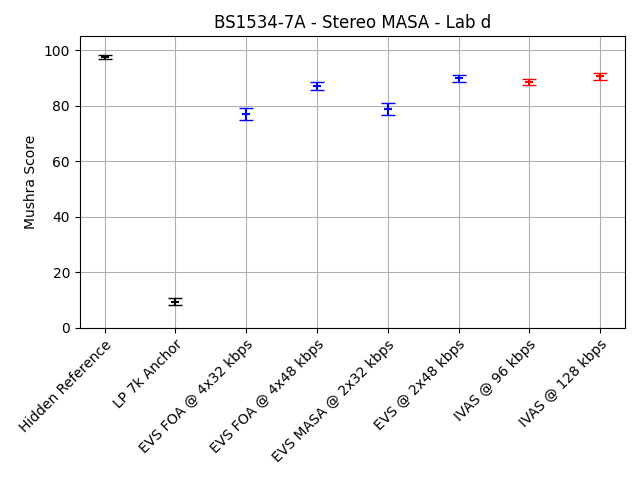 BS1534-7A - Stereo MASA - Lab d
Mushra Score
100
80
60
40
20
0
Hidden Reference
LP 7k Anchor
EVS FOA @ 4x32 kbps
EVS FOA @ 4x48 kbps
EVS MASA @ 2x32 kbps
EVS @ 2x48 kbps
IVAS @ 96 kbps
IVAS @ 128 kbps